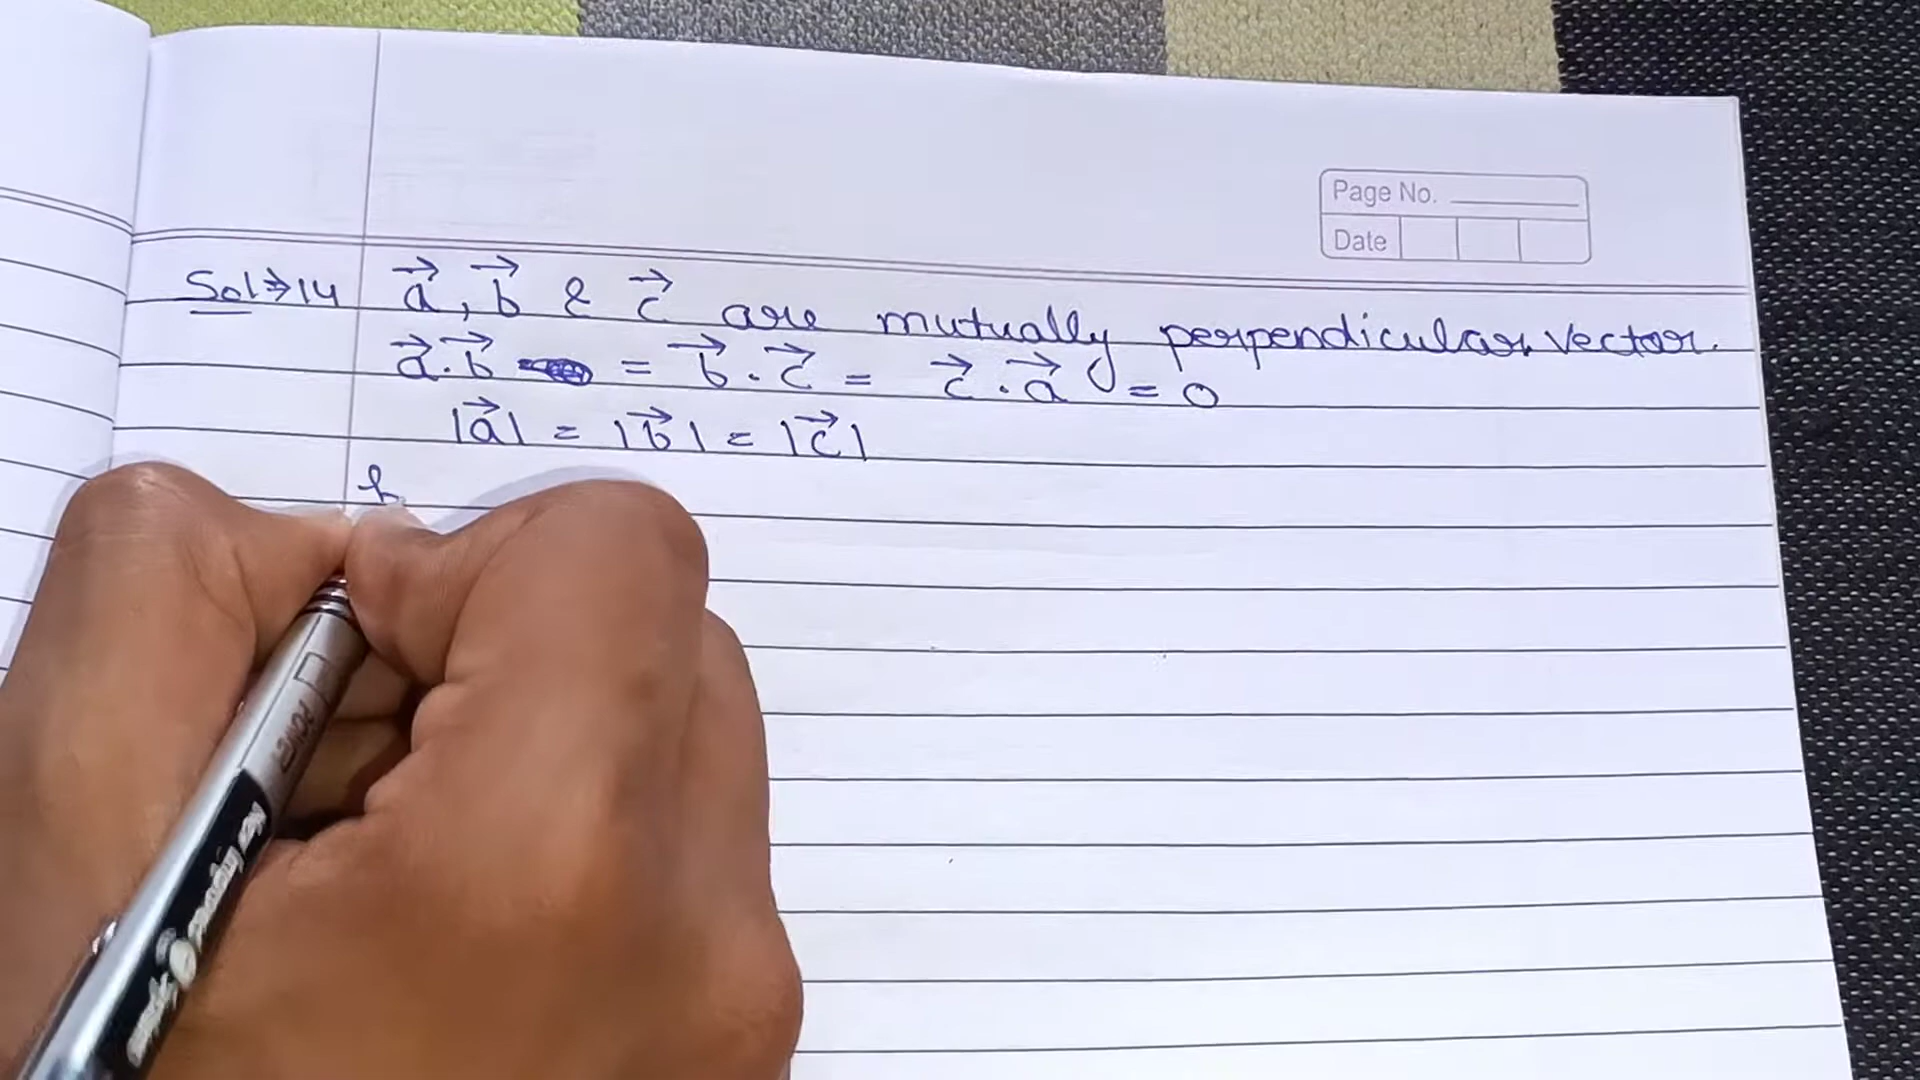 Page No.
Date
Sol⇒14 a⃗, b⃗ & c⃗ are mutually perpendicular vector.
a⃗.b⃗ = b⃗.c⃗ = c⃗.a⃗ = 0
|a⃗| = |b⃗| = |c⃗|